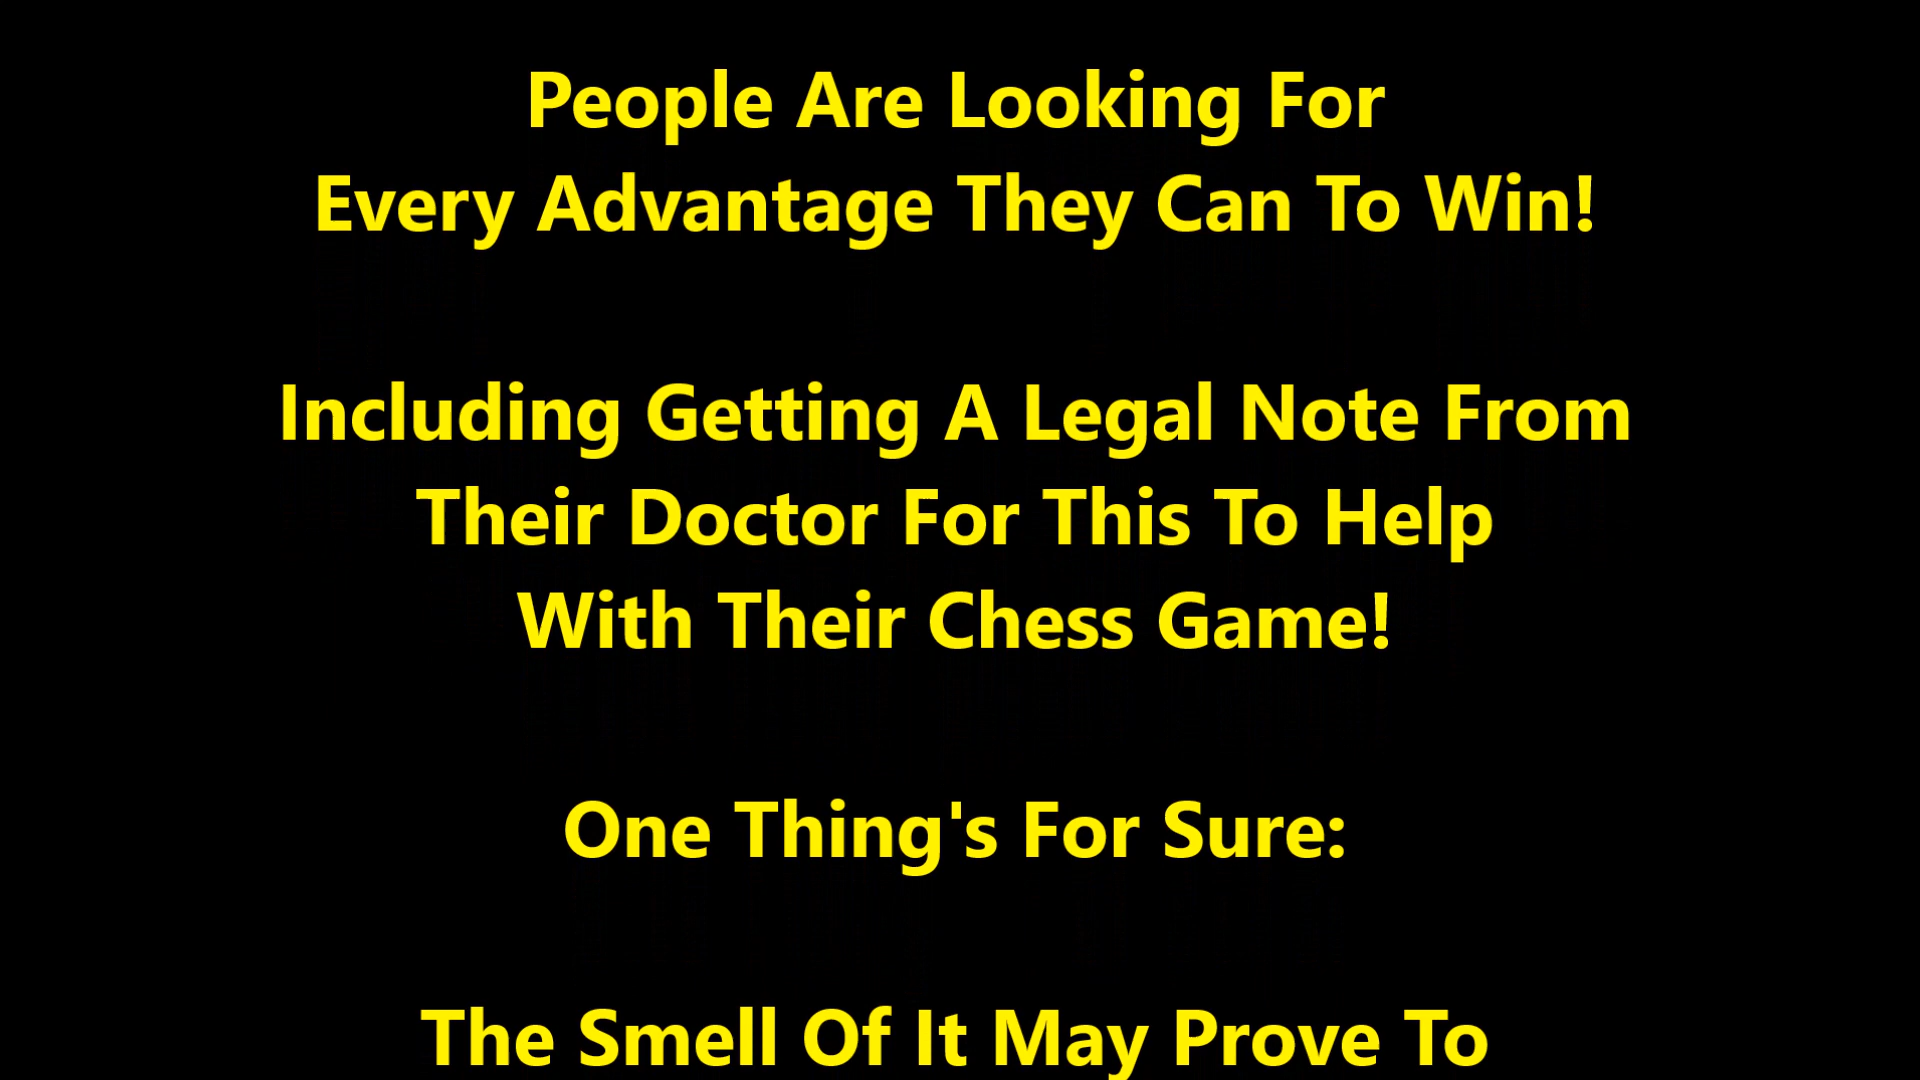 People Are Looking For
Every Advantage They Can To Win!
Including Getting A Legal Note From
Their Doctor For This To Help
With Their Chess Game!
One Thing's For Sure:
The Smell Of It May Prove To